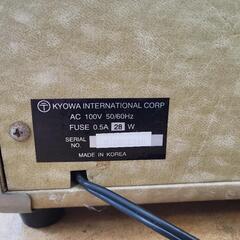 KYOWA INTERNATIONAL CORP
AC 100V 50/60Hz
FUSE 0.5A 28 W
SERIAL
NO.
MADE IN KOREA